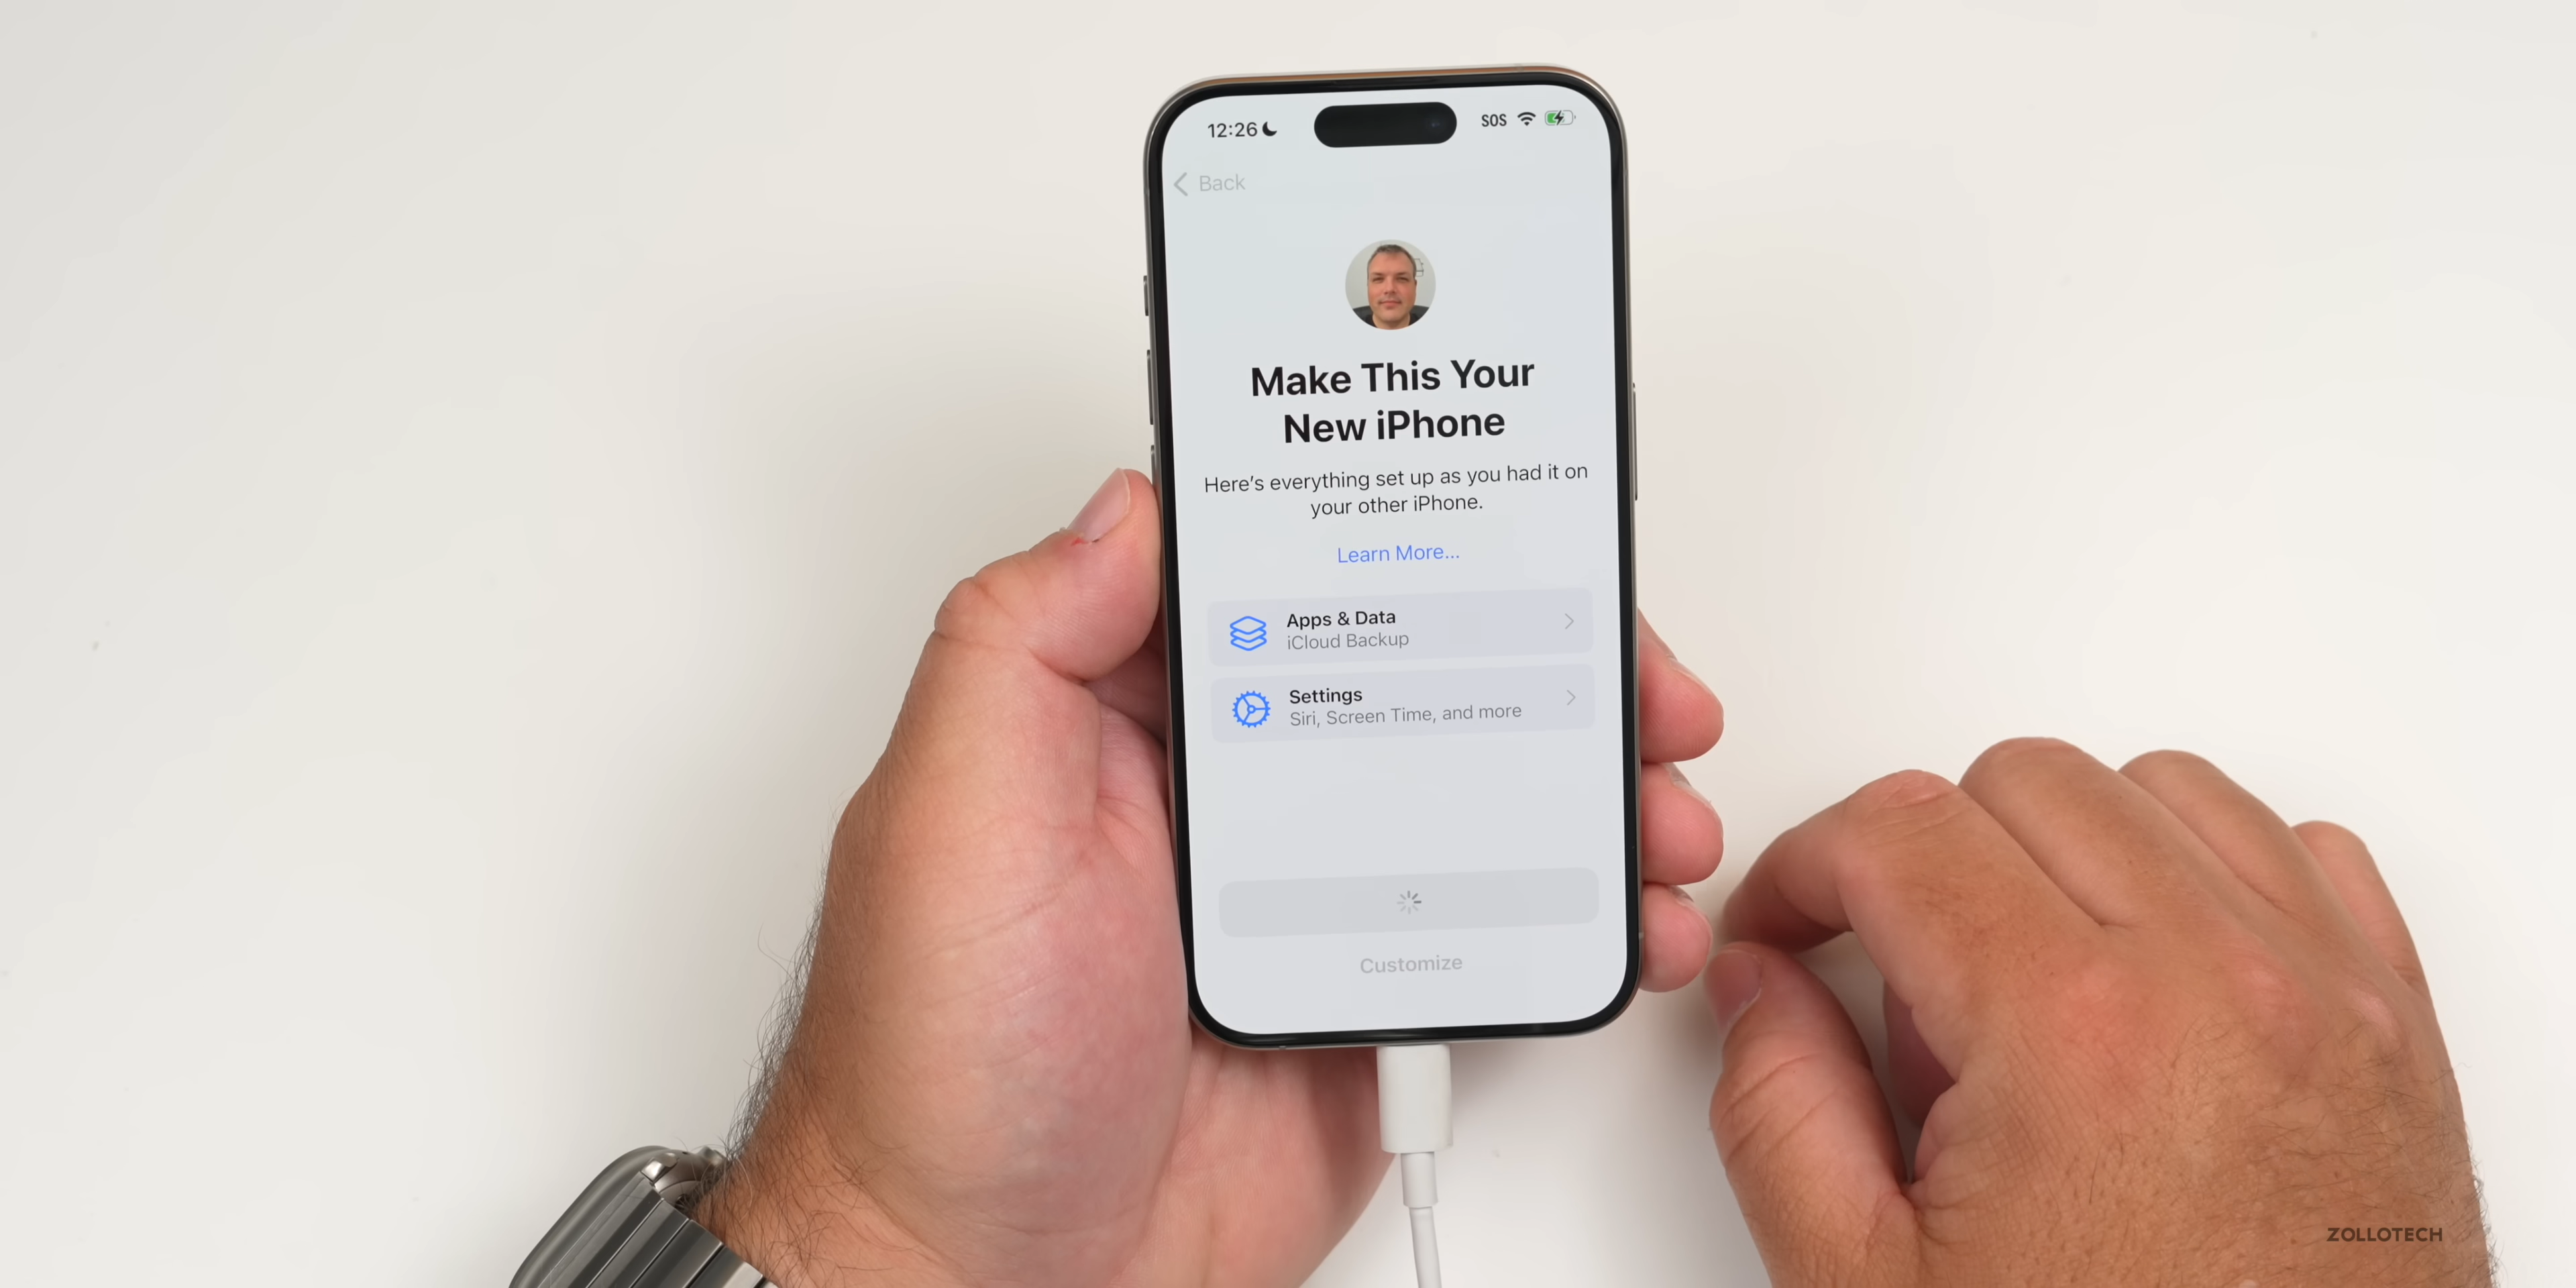 12:26
SOS
Back
Make This Your
New iPhone
Here's everything set up as you had it on
your other iPhone.
Learn More...
Apps & Data
iCloud Backup
Settings
Siri, Screen Time, and more
Customize
ZOLLOTECH